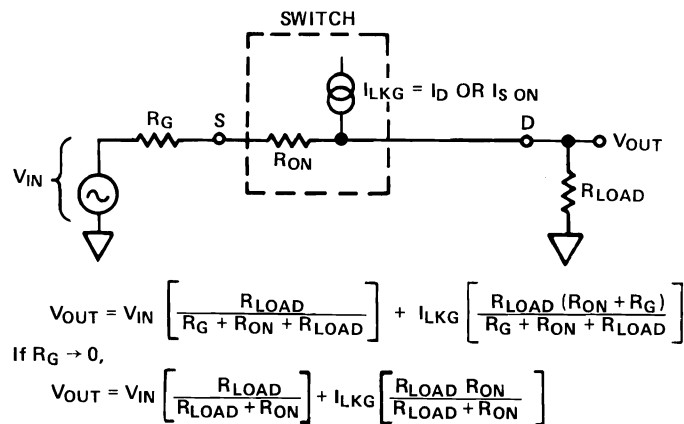 SWITCH
I_LKG = I_D OR I_S ON
R_G
S
R_ON
D
V_OUT
V_IN
R_LOAD
V_OUT = V_IN [R_LOAD / (R_G + R_ON + R_LOAD)] + I_LKG [R_LOAD (R_ON + R_G) / (R_G + R_ON + R_LOAD)]
If R_G → 0,
V_OUT = V_IN [R_LOAD / (R_LOAD + R_ON)] + I_LKG [R_LOAD R_ON / (R_LOAD + R_ON)]